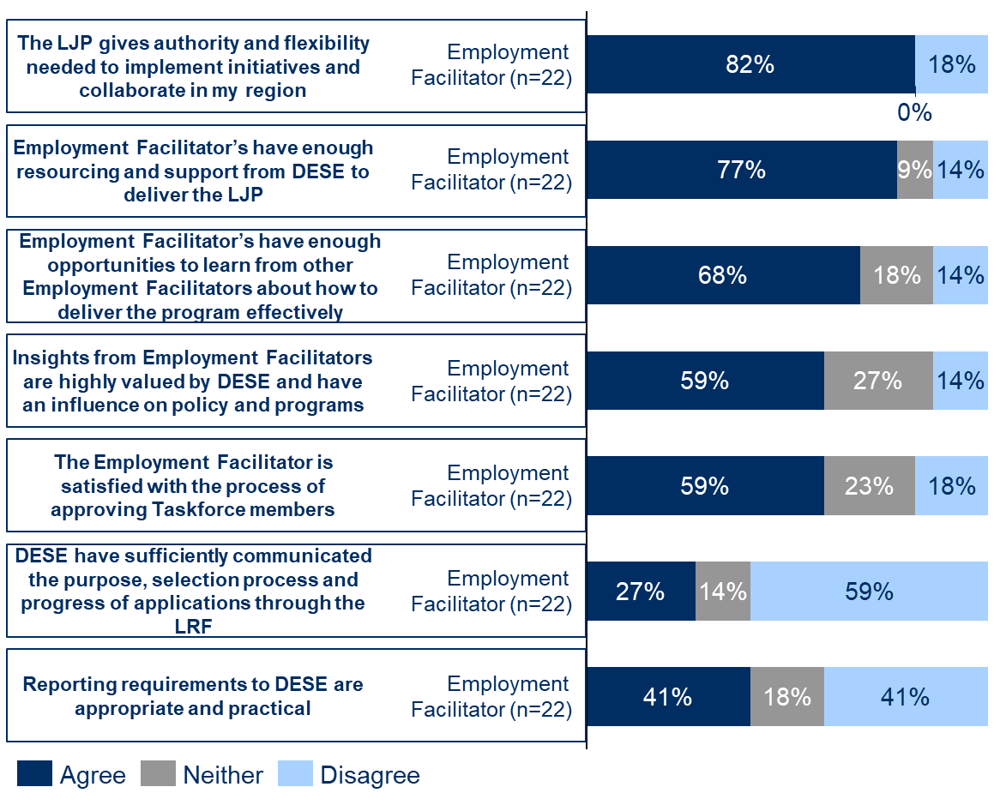 The LJP gives authority and flexibility
needed to implement initiatives and
collaborate in my region
Employment
Facilitator (n=22)
82%
18%
0%
Employment Facilitator’s have enough
resourcing and support from DESE to
deliver the LJP
Employment
Facilitator (n=22)
77%
9%
14%
Employment Facilitator’s have enough
opportunities to learn from other
Employment Facilitators about how to
deliver the program effectively
Employment
Facilitator (n=22)
68%
18%
14%
Insights from Employment Facilitators
are highly valued by DESE and have
an influence on policy and programs
Employment
Facilitator (n=22)
59%
27%
14%
The Employment Facilitator is
satisfied with the process of
approving Taskforce members
Employment
Facilitator (n=22)
59%
23%
18%
DESE have sufficiently communicated
the purpose, selection process and
progress of applications through the
LRF
Employment
Facilitator (n=22)
27%
14%
59%
Reporting requirements to DESE are
appropriate and practical
Employment
Facilitator (n=22)
41%
18%
41%
Agree
Neither
Disagree